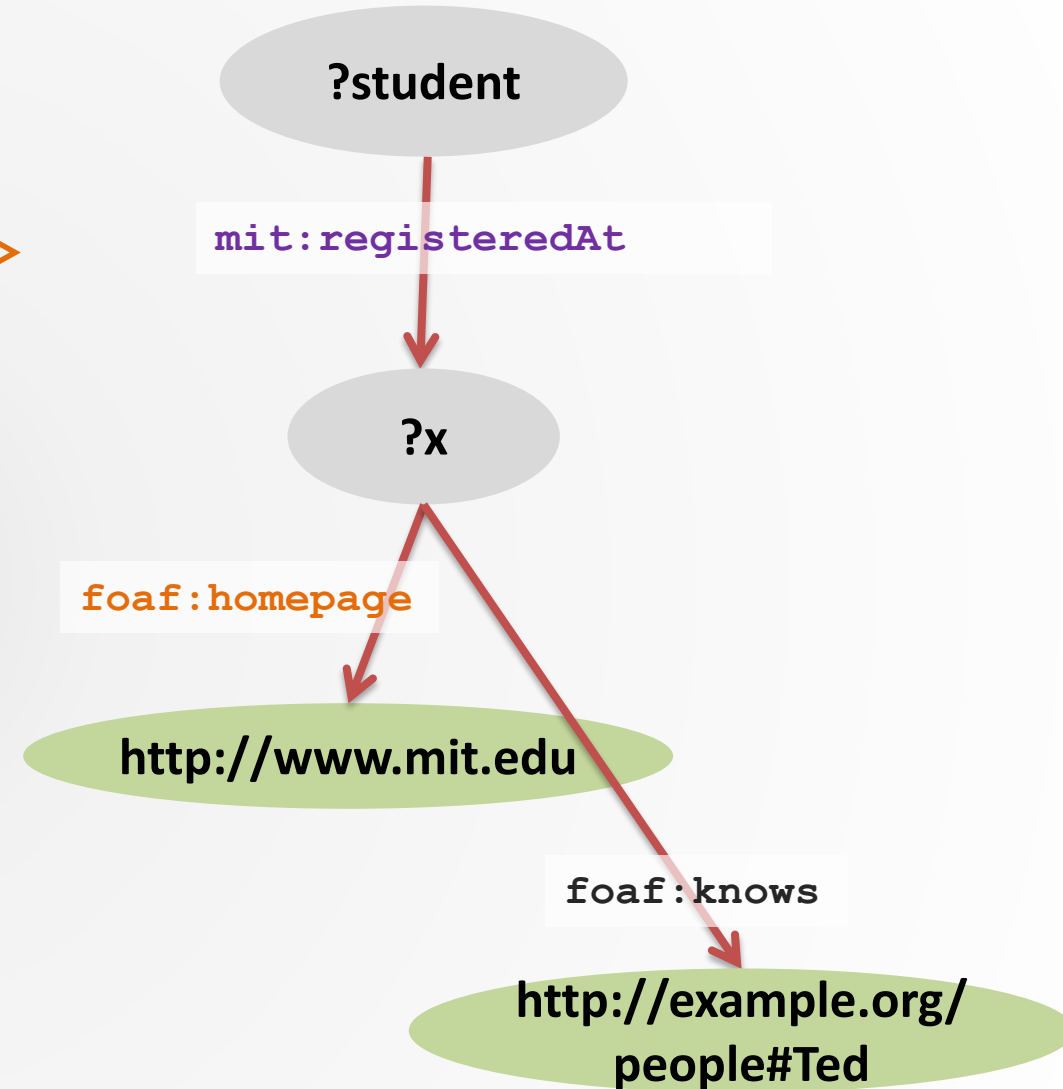 ?student
mit:registeredAt
>
?x
foaf:homepage
http://www.mit.edu
foaf:knows
http://example.org/
people#Ted